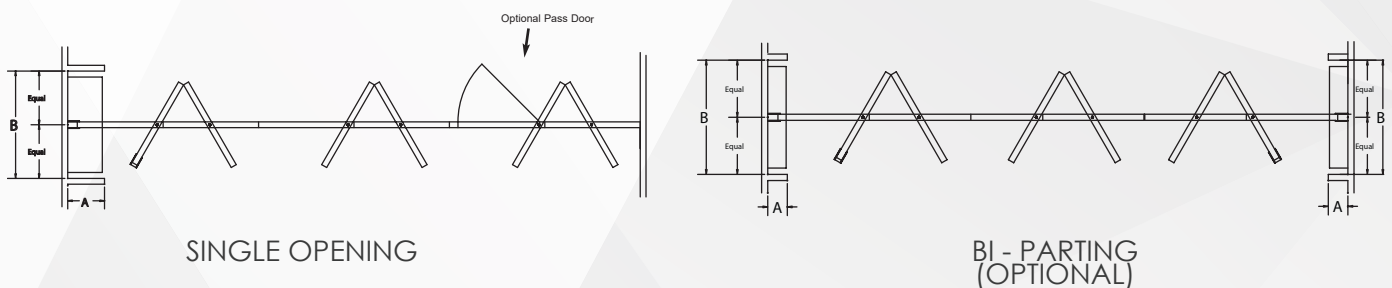 Optional Pass Door
Equal
B
Equal
A
SINGLE OPENING
Equal
Equal
B
B
Equal
Equal
A
A
BI - PARTING
(OPTIONAL)